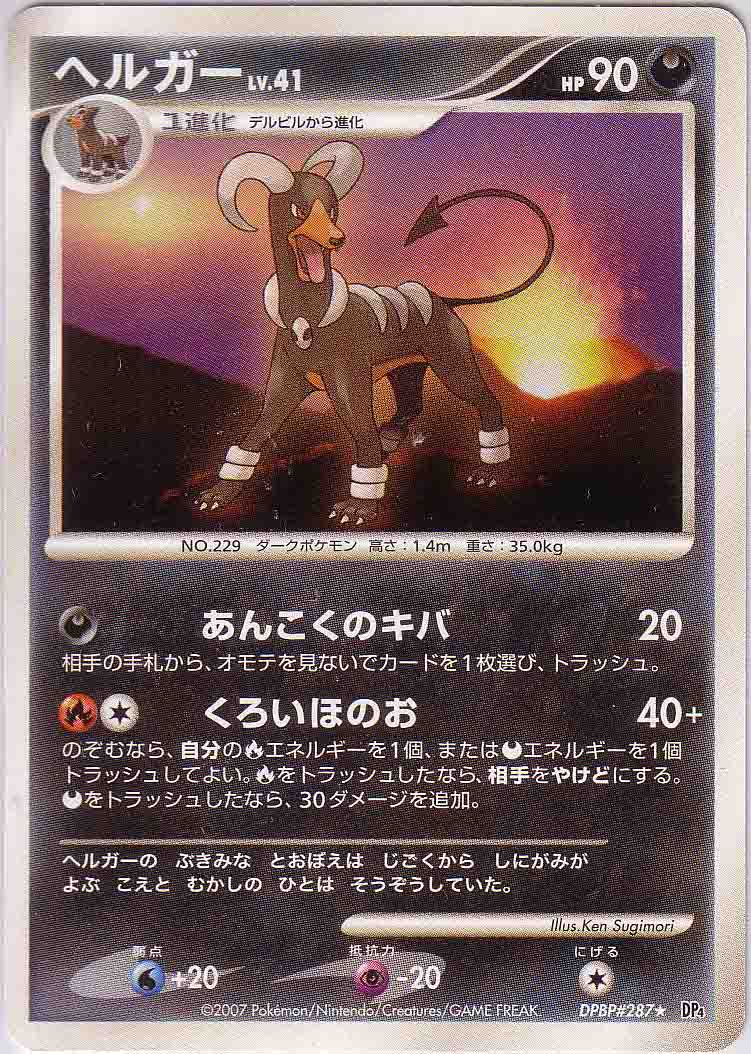 ヘルガー LV.41 HP 90
1進化 デルビルから進化
NO.229 ダークポケモン 高さ：1.4m 重さ：35.0kg
あんこくのキバ 20
相手の手札から、オモテを見ないでカードを1枚選び、トラッシュ。
くろいほのお 40+
のぞむなら、自分のエネルギーを1個、またはエネルギーを1個
トラッシュしてよい。をトラッシュしたなら、相手をやけどにする。
をトラッシュしたなら、30ダメージを追加。
ヘルガーの ぶきみな とおぼえは じごくから しにがみが
よぶ こえと むかしの ひとは そうぞうしていた。
Illus.Ken Sugimori
弱点 抵抗力 にげる
+20 -20
©2007 Pokémon/Nintendo/Creatures/GAME FREAK. DPBP#287★ DP4